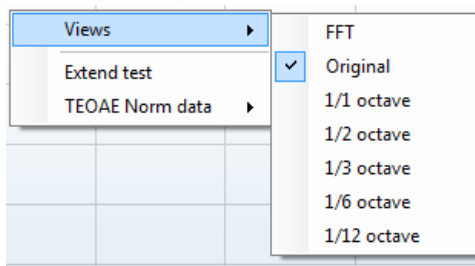 Views
Extend test
TEOAE Norm data
FFT
Original
1/1 octave
1/2 octave
1/3 octave
1/6 octave
1/12 octave